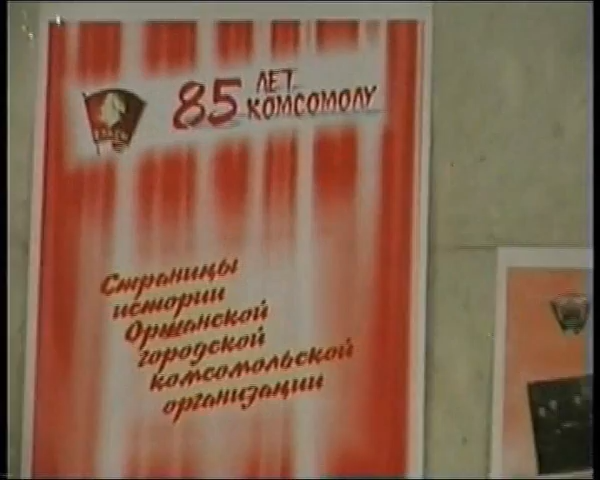 85 ЛЕТ
КОМСОМОЛУ
Страницы
истории
Оршанской
городской
комсомольской
организации